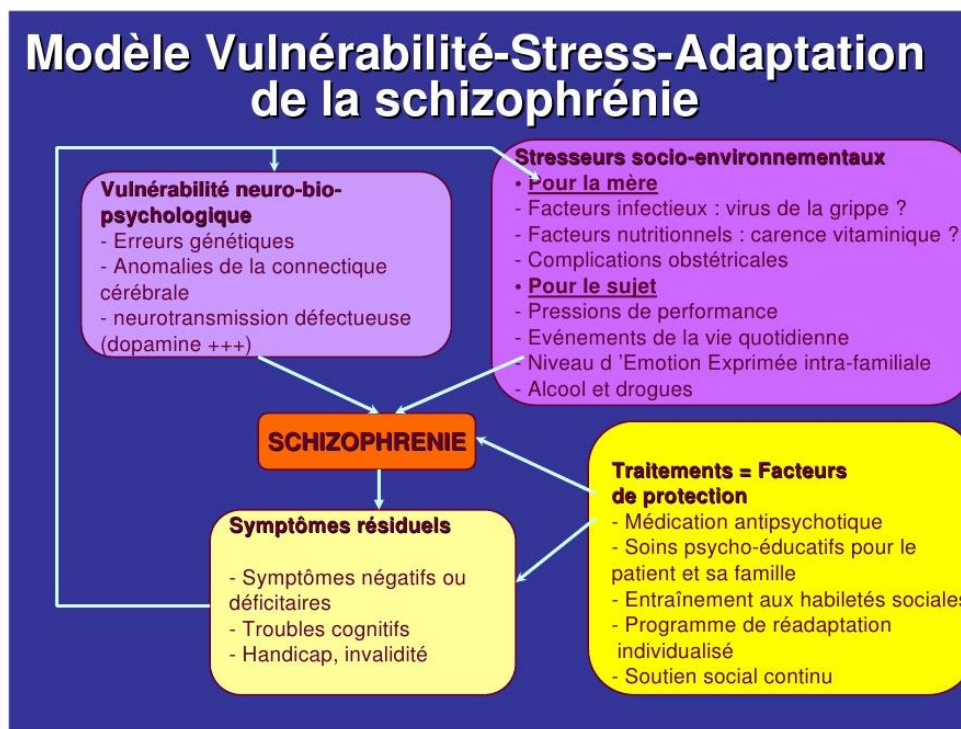 Modèle Vulnérabilité-Stress-Adaptation
de la schizophrénie
Vulnérabilité neuro-bio-
psychologique
- Erreurs génétiques
- Anomalies de la connectique
cérébrale
- neurotransmission défectueuse
(dopamine +++)
Stresseurs socio-environnementaux
• Pour la mère
- Facteurs infectieux : virus de la grippe ?
- Facteurs nutritionnels : carence vitaminique ?
- Complications obstétricales
• Pour le sujet
- Pressions de performance
- Evénements de la vie quotidienne
- Niveau d 'Emotion Exprimée intra-familiale
- Alcool et drogues
SCHIZOPHRENIE
Traitements = Facteurs
de protection
- Médication antipsychotique
- Soins psycho-éducatifs pour le
patient et sa famille
- Entraînement aux habiletés sociales
- Programme de réadaptation
individualisé
- Soutien social continu
Symptômes résiduels
- Symptômes négatifs ou
déficitaires
- Troubles cognitifs
- Handicap, invalidité